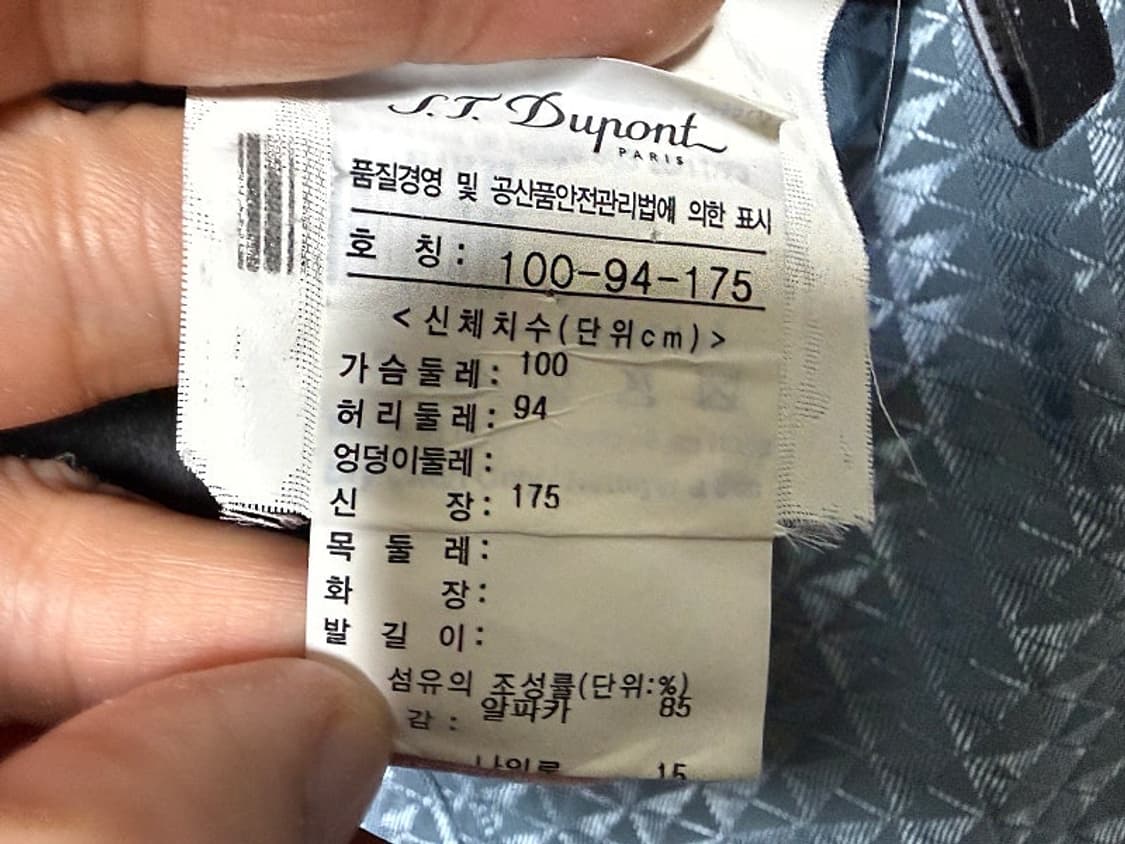 S.T. Dupont
PARIS
품질경영 및 공산품안전관리법에 의한 표시
호 칭 : 100-94-175
<신체치수(단위cm)>
가슴둘레 : 100
허리둘레 : 94
엉덩이둘레 :
신 장 : 175
목 둘 레 :
화 장 :
발 길 이 :
섬유의 조성률(단위:%)
감 : 알파카 85
15